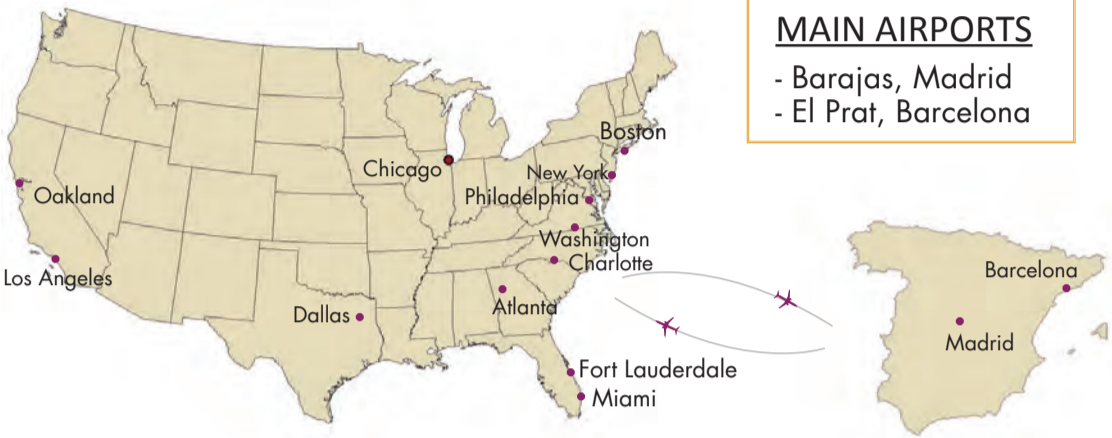 MAIN AIRPORTS
- Barajas, Madrid
- El Prat, Barcelona
Boston
Chicago
New York
Philadelphia
Oakland
Washington
Charlotte
Los Angeles
Atlanta
Dallas
Fort Lauderdale
Miami
Barcelona
Madrid